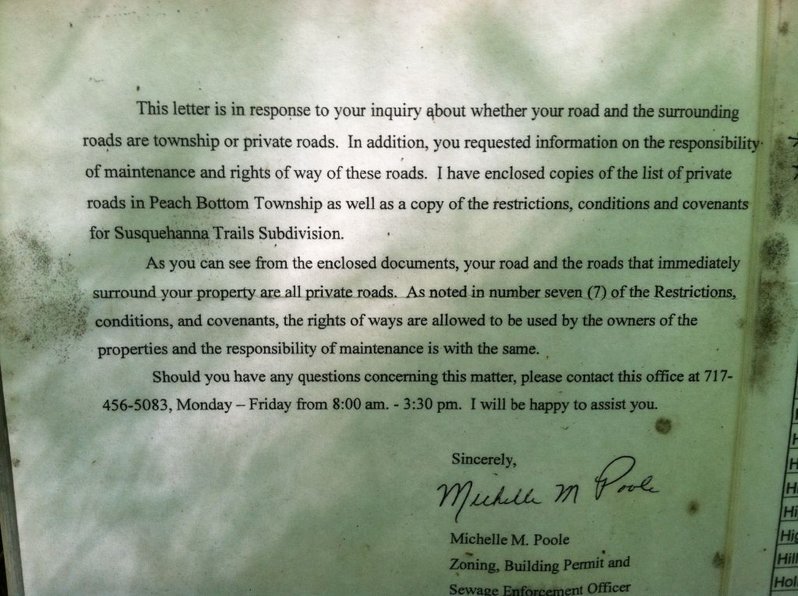 This letter is in response to your inquiry about whether your road and the surrounding
roads are township or private roads.  In addition, you requested information on the responsibility
of maintenance and rights of way of these roads.  I have enclosed copies of the list of private
roads in Peach Bottom Township as well as a copy of the restrictions, conditions and covenants
for Susquehanna Trails Subdivision.
As you can see from the enclosed documents, your road and the roads that immediately
surround your property are all private roads.  As noted in number seven (7) of the Restrictions,
conditions, and covenants, the rights of ways are allowed to be used by the owners of the
properties and the responsibility of maintenance is with the same.
Should you have any questions concerning this matter, please contact this office at 717-
456-5083, Monday – Friday from 8:00 am. - 3:30 pm.  I will be happy to assist you.
Sincerely,
Michelle M Poole
Michelle M. Poole
Zoning, Building Permit and
Sewage Enforcement Officer